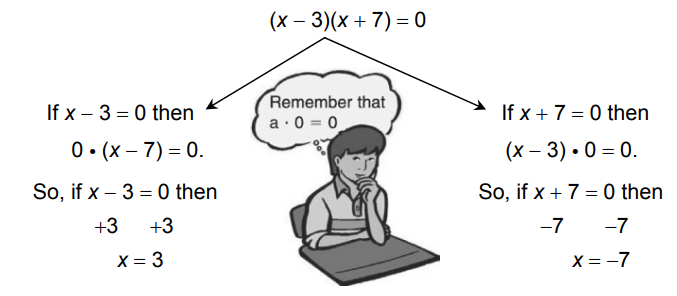 (x – 3)(x + 7) = 0
If x – 3 = 0 then
0 • (x – 7) = 0.
So, if x – 3 = 0 then
+3 +3
x = 3
Remember that
a · 0 = 0
If x + 7 = 0 then
(x – 3) • 0 = 0.
So, if x + 7 = 0 then
–7 –7
x = –7